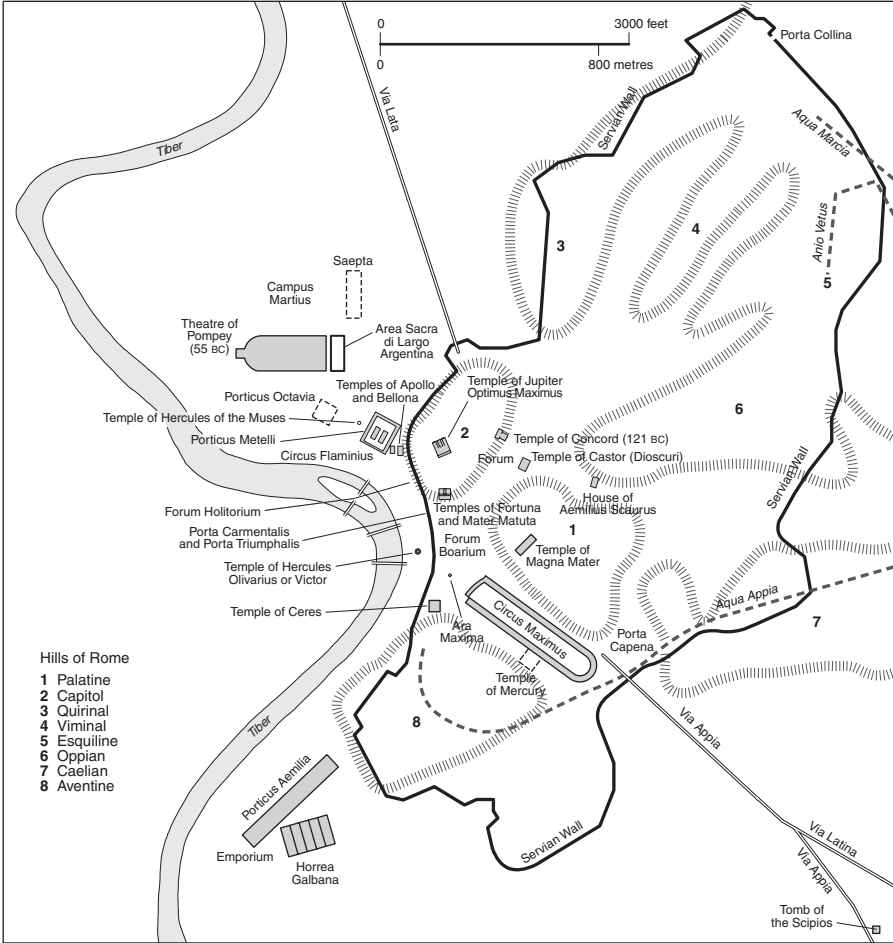 0
3000 feet
0
800 metres
Porta Collina
Via Lata
Servian Wall
Aqua Marcia
Tiber
Anio Vetus
3
4
5
Saepta
Campus
Martius
Theatre of
Pompey
(55 BC)
Area Sacra
di Largo
Argentina
Porticus Octavia
Temples of Apollo
and Bellona
Temple of Jupiter
Optimus Maximus
Temple of Hercules of the Muses
Porticus Metelli
2
6
Temple of Concord (121 BC)
Circus Flaminius
Forum
Temple of Castor (Dioscuri)
Servian Wall
House of
Aemilius Scaurus
Forum Holitorium
Temples of Fortuna
and Mater Matuta
Porta Carmentalis
and Porta Triumphalis
1
Forum
Boarium
Temple of
Magna Mater
Temple of Hercules
Olivarius or Victor
Aqua Appia
Temple of Ceres
Ara
Maxima
Circus Maximus
Porta
Capena
7
Temple
of Mercury
Hills of Rome
1 Palatine
2 Capitol
3 Quirinal
4 Viminal
5 Esquiline
6 Oppian
7 Caelian
8 Aventine
8
Tiber
Via Appia
Porticus Aemilia
Emporium
Horrea
Galbana
Servian Wall
Via Latina
Via Appia
Tomb of
the Scipios